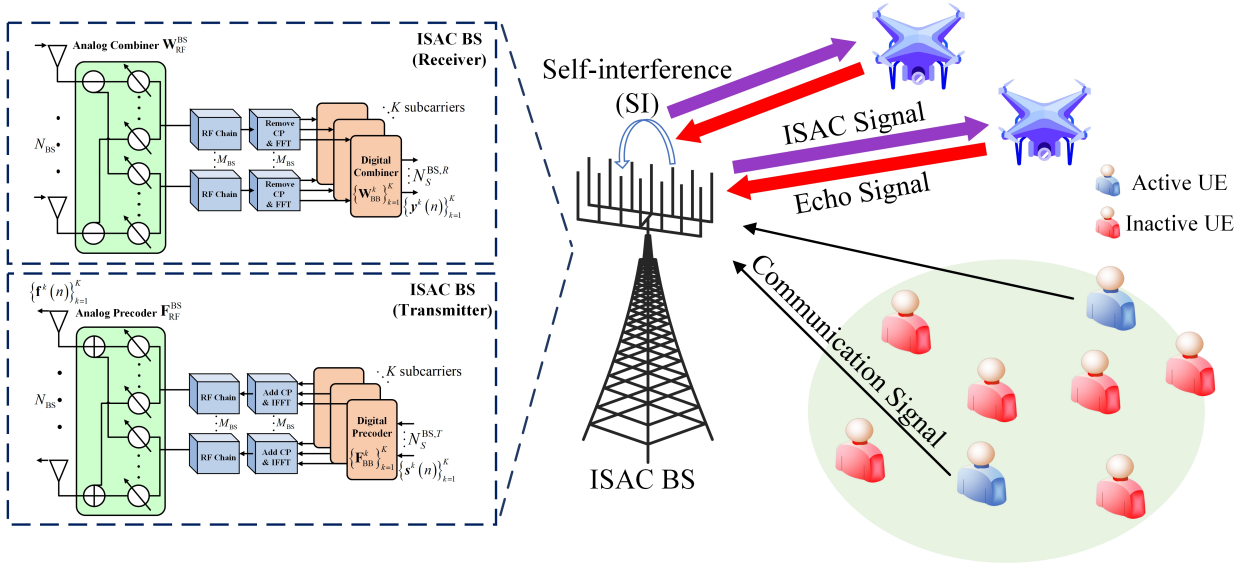 Analog Combiner W_RF^BS
ISAC BS
(Receiver)
N_BS
RF Chain
Remove
CP
& FFT
⋮ M_BS
⋮ M_BS
RF Chain
Remove
CP
& FFT
K subcarriers
Digital
Combiner
{W_BB^k}_{k=1}^K
N_S^{BS,R}
{y^k(n)}_{k=1}^K
{f^k(n)}_{k=1}^K
Analog Precoder F_RF^BS
ISAC BS
(Transmitter)
N_BS
RF Chain
Add CP
& IFFT
⋮ M_BS
⋮ M_BS
RF Chain
Add CP
& IFFT
K subcarriers
Digital
Precoder
{F_BB^k}_{k=1}^K
N_S^{BS,T}
{s^k(n)}_{k=1}^K
Self-interference
(SI)
ISAC Signal
Echo Signal
Communication Signal
ISAC BS
Active UE
Inactive UE